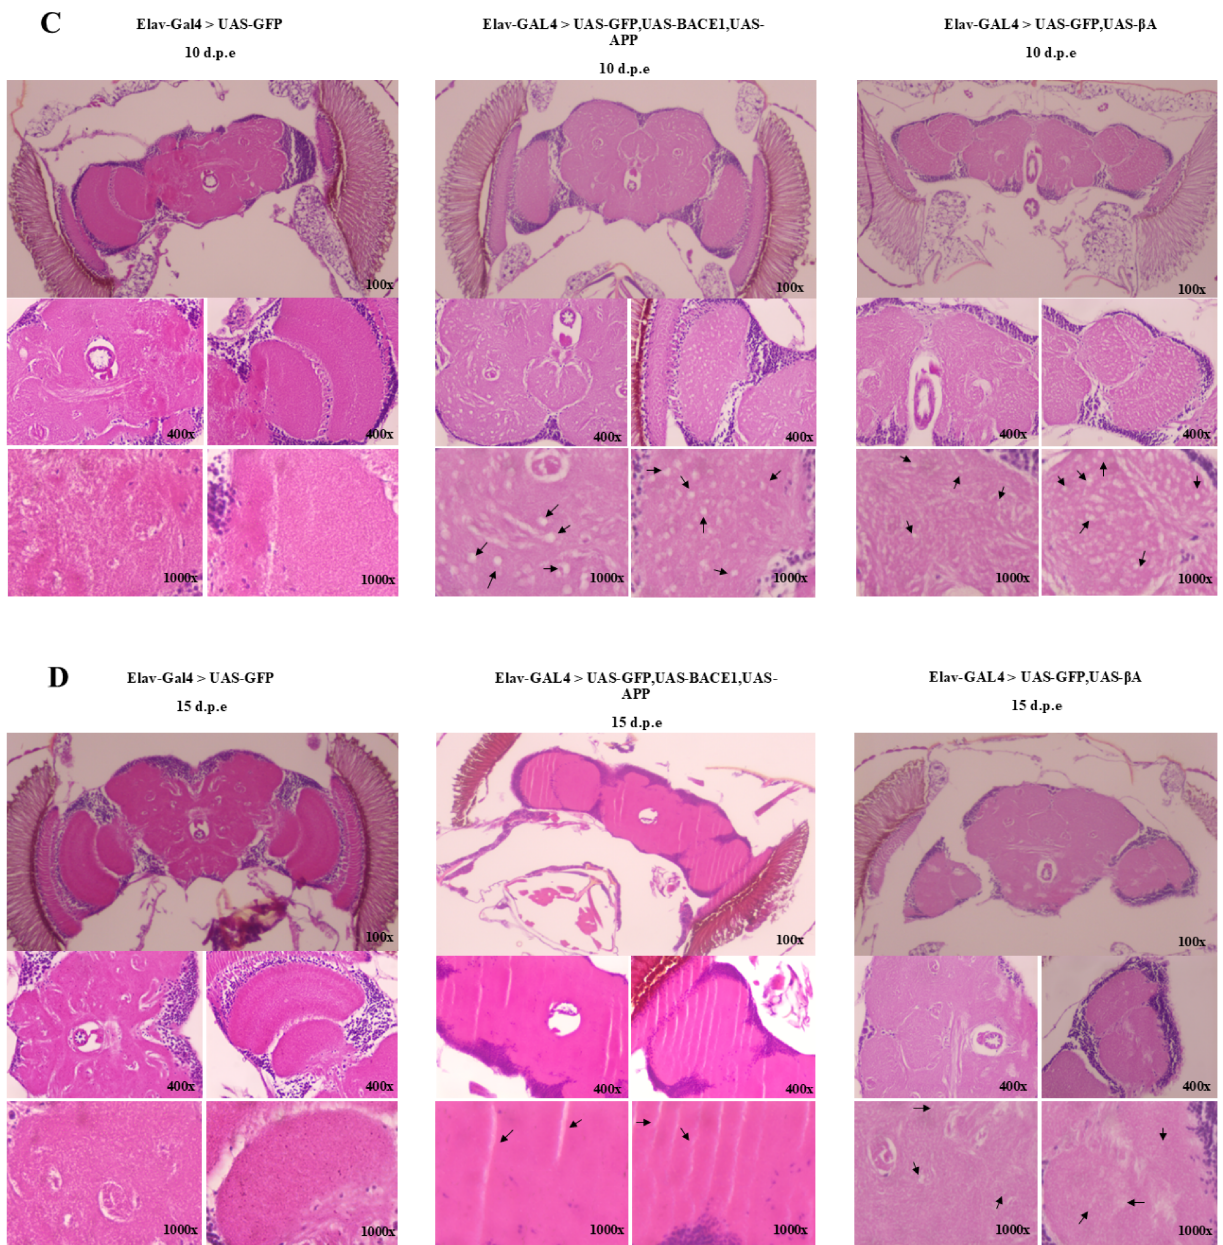 C
Elav-Gal4 > UAS-GFP
10 d.p.e
Elav-GAL4 > UAS-GFP,UAS-BACE1,UAS-
APP
10 d.p.e
Elav-GAL4 > UAS-GFP,UAS-βA
10 d.p.e
100x
100x
100x
400x
400x
400x
400x
400x
400x
1000x
1000x
1000x
1000x
1000x
1000x
D
Elav-Gal4 > UAS-GFP
15 d.p.e
Elav-GAL4 > UAS-GFP,UAS-BACE1,UAS-
APP
15 d.p.e
Elav-GAL4 > UAS-GFP,UAS-βA
15 d.p.e
100x
100x
100x
400x
400x
400x
400x
400x
400x
1000x
1000x
1000x
1000x
1000x
1000x